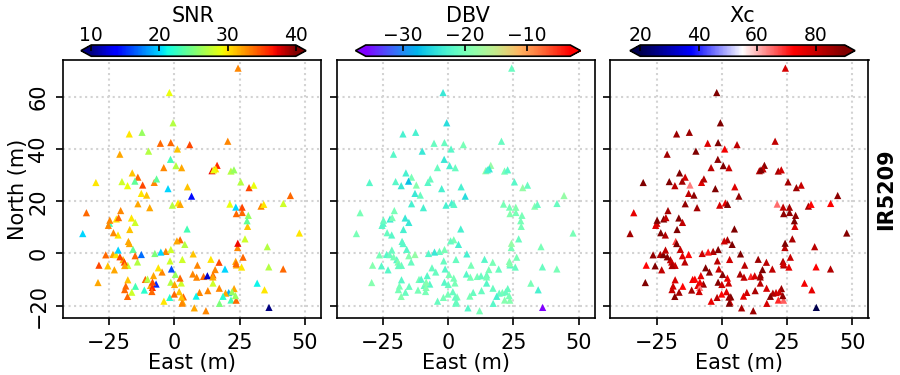 SNR DBV Xc
10 20 30 40 −30 −20 −10 20 40 60 80
60
40
20
0
−20
North (m)
IR5209
−25 0 25 50 −25 0 25 50 −25 0 25 50
East (m) East (m) East (m)